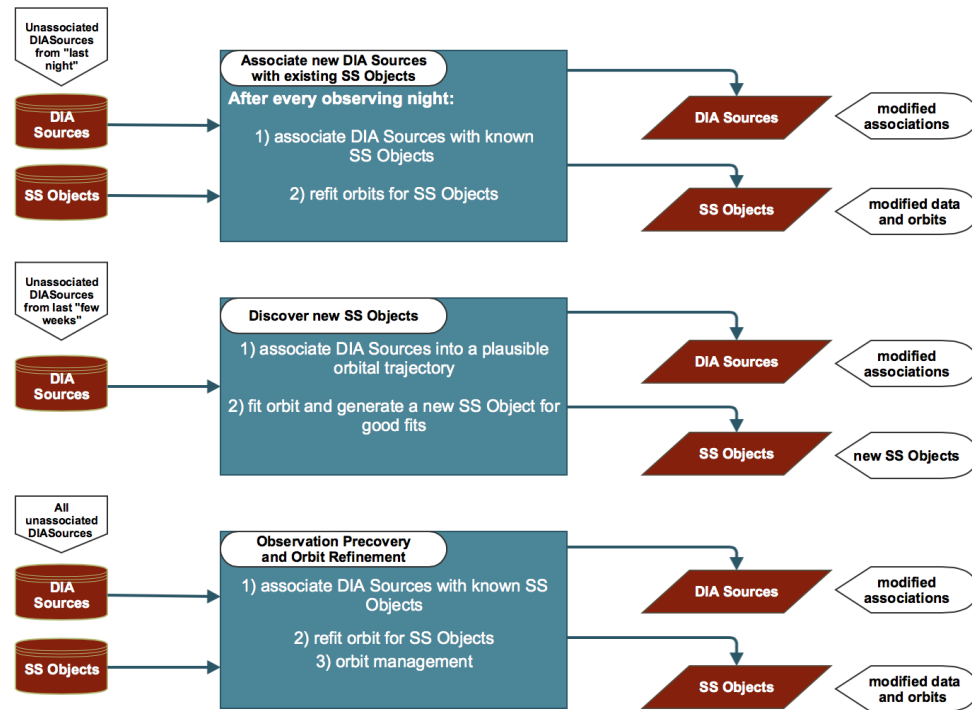 Unassociated
DIASources
from "last
night"
DIA
Sources
SS Objects
Associate new DIA Sources
with existing SS Objects
After every observing night:
1) associate DIA Sources with known
SS Objects
2) refit orbits for SS Objects
DIA Sources
modified
associations
SS Objects
modified data
and orbits
Unassociated
DIASources
from last "few
weeks"
DIA
Sources
Discover new SS Objects
1) associate DIA Sources into a plausible
orbital trajectory
2) fit orbit and generate a new SS Object for
good fits
DIA Sources
modified
associations
SS Objects
new SS Objects
All
unassociated
DIASources
DIA
Sources
SS Objects
Observation Precovery
and Orbit Refinement
1) associate DIA Sources with known SS
Objects
2) refit orbit for SS Objects
3) orbit management
DIA Sources
modified
associations
SS Objects
modified data
and orbits